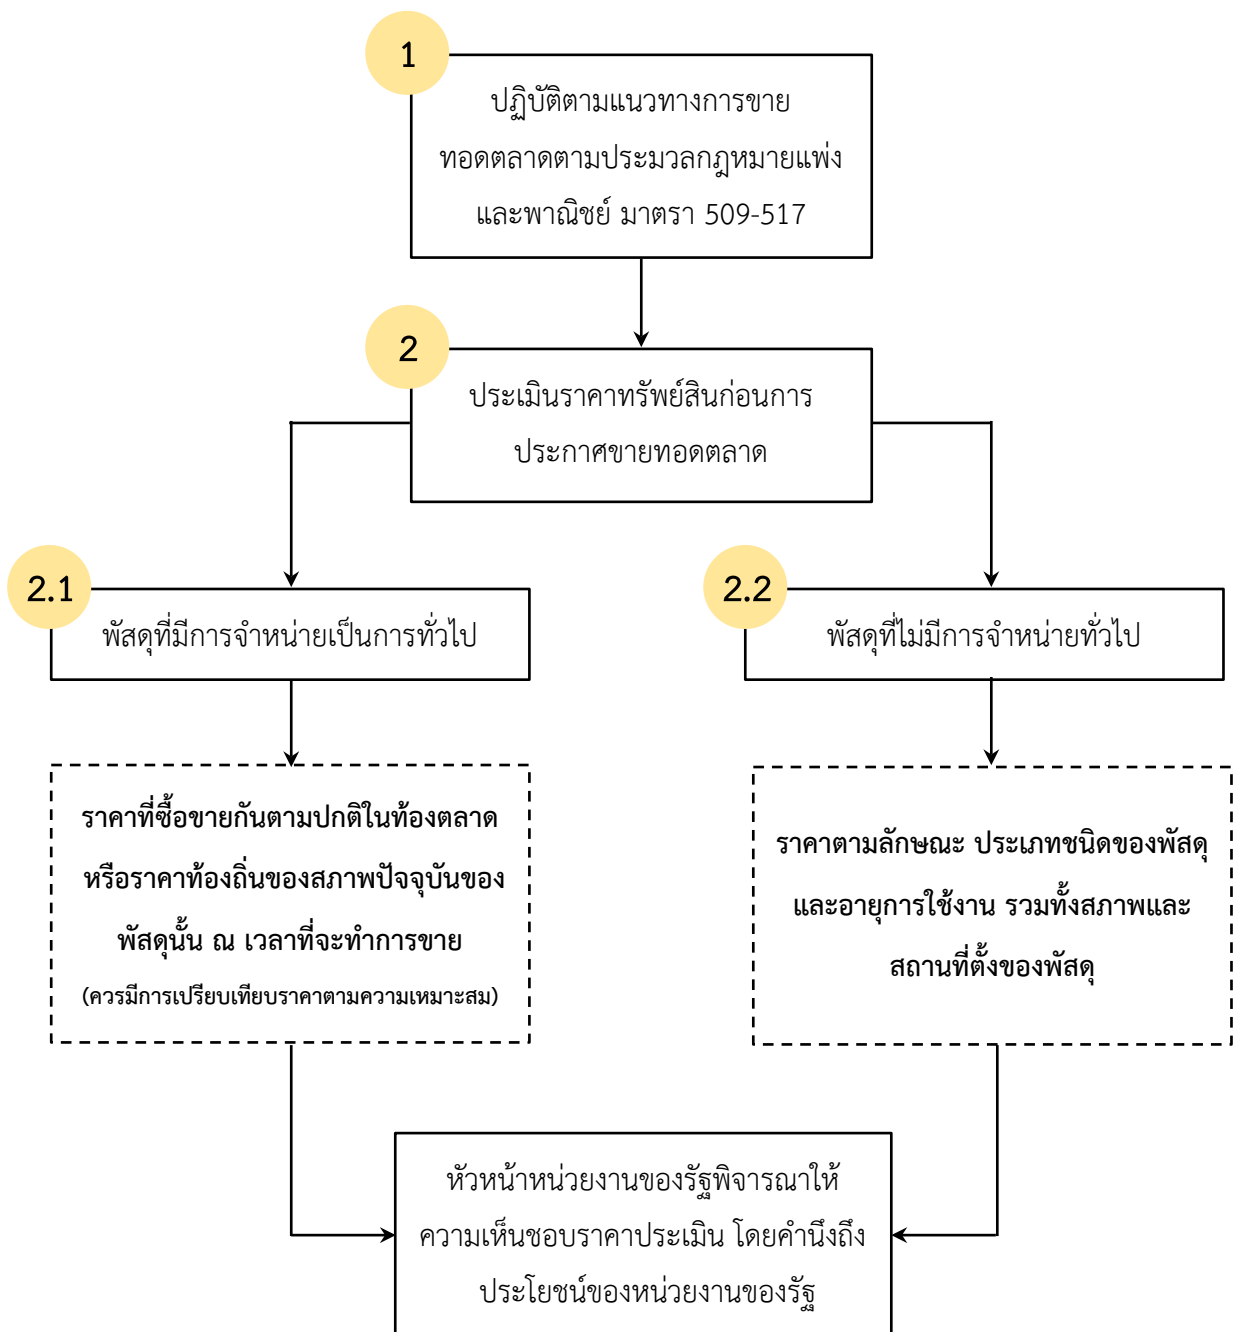 1
ปฏิบัติตามแนวทางการขาย
ทอดตลาดตามประมวลกฎหมายแพ่ง
และพาณิชย์ มาตรา 509-517
2
ประเมินราคาทรัพย์สินก่อนการ
ประกาศขายทอดตลาด
2.1
พัสดุที่มีการจำหน่ายเป็นการทั่วไป
2.2
พัสดุที่ไม่มีการจำหน่ายทั่วไป
ราคาที่ซื้อขายกันตามปกติในท้องตลาด
หรือราคาท้องถิ่นของสภาพปัจจุบันของ
พัสดุนั้น ณ เวลาที่จะทำการขาย
(ควรมีการเปรียบเทียบราคาตามความเหมาะสม)
ราคาตามลักษณะ ประเภทชนิดของพัสดุ
และอายุการใช้งาน รวมทั้งสภาพและ
สถานที่ตั้งของพัสดุ
หัวหน้าหน่วยงานของรัฐพิจารณาให้
ความเห็นชอบราคาประเมิน โดยคำนึงถึง
ประโยชน์ของหน่วยงานของรัฐ